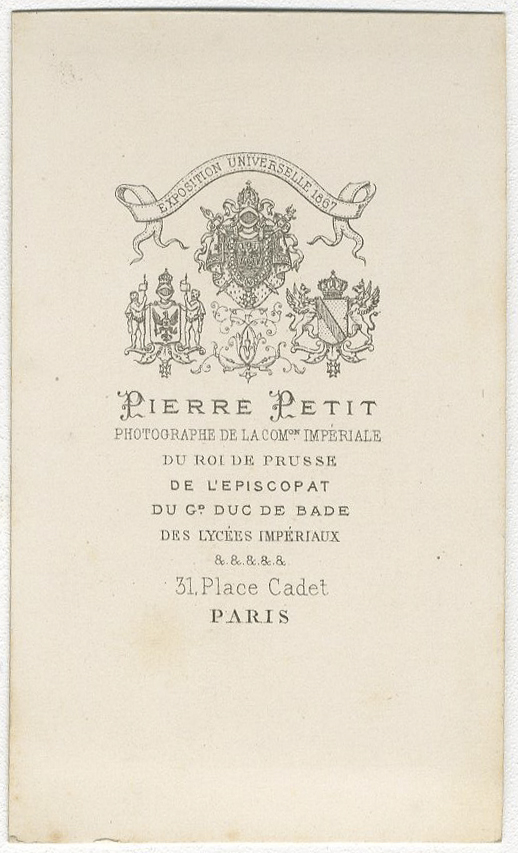 EXPOSITION UNIVERSELLE 1867
PIERRE PETIT
PHOTOGRAPHE DE LA COMᴼᴺ IMPÉRIALE
DU ROI DE PRUSSE
DE L'EPISCOPAT
DU Gᴰ DUC DE BADE
DES LYCÉES IMPÉRIAUX
&.&.&.&.&.
31, Place Cadet
PARIS